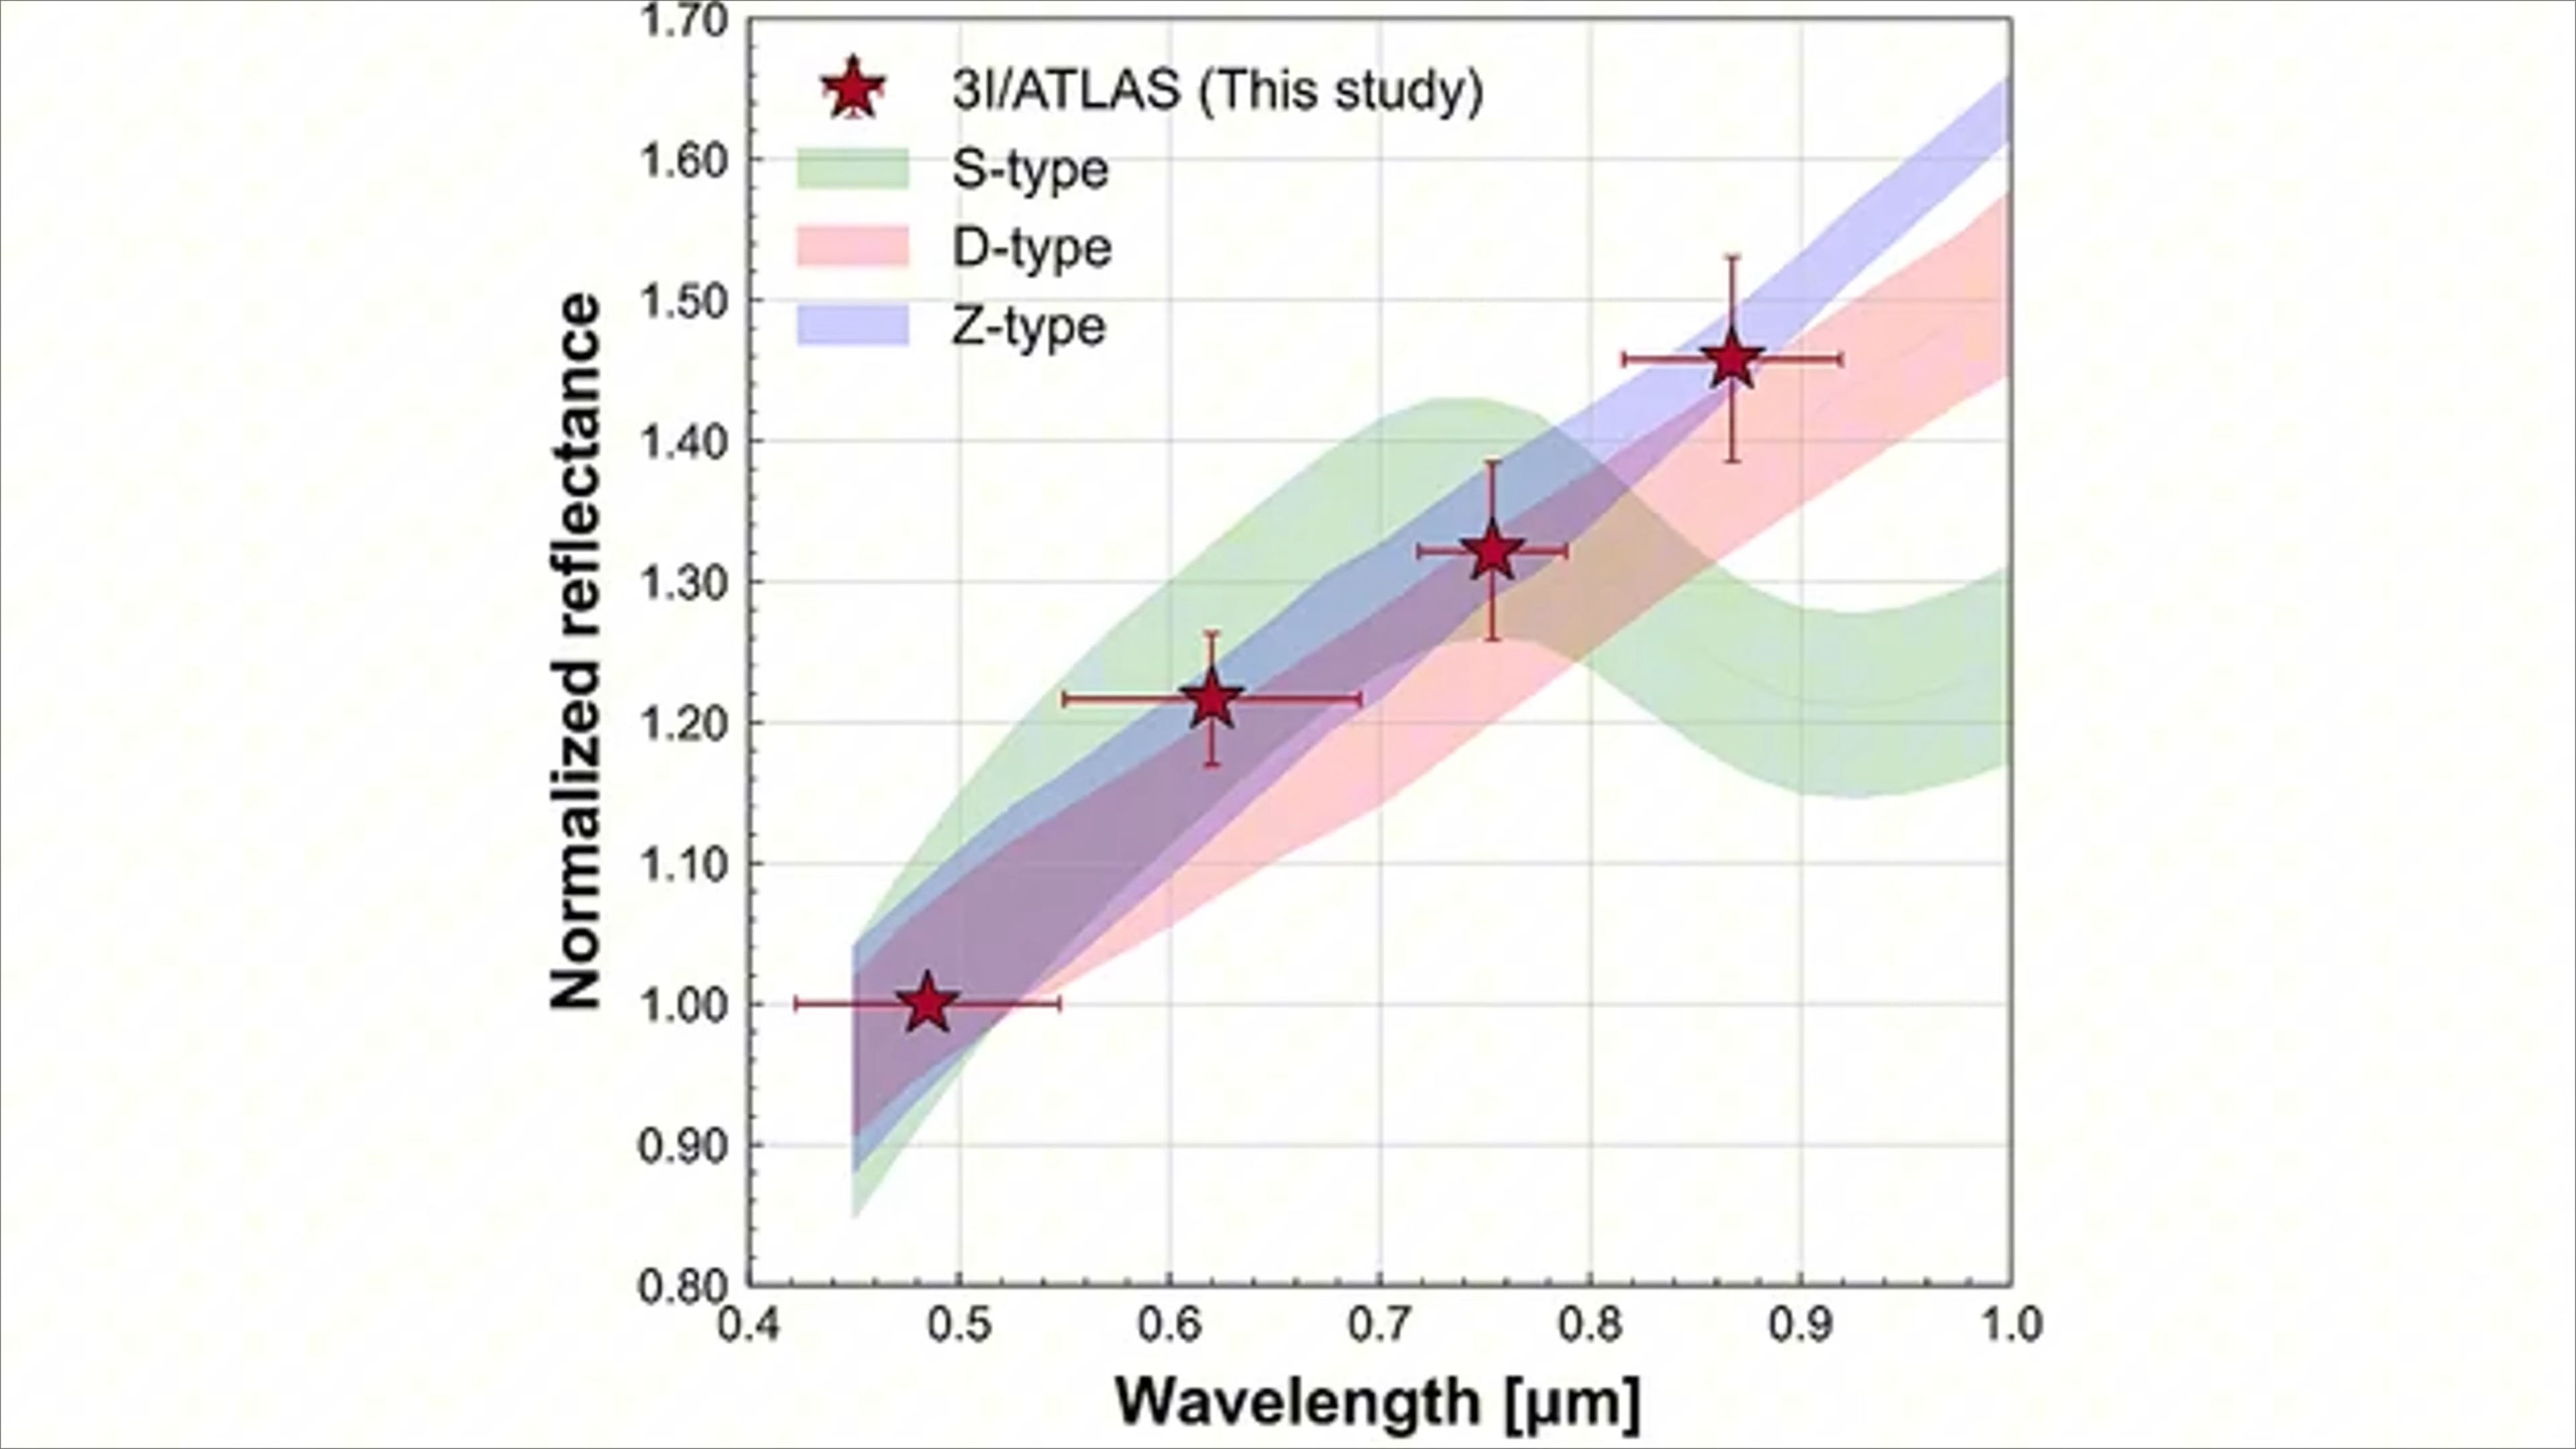 1.70
1.60
1.50
1.40
1.30
1.20
1.10
1.00
0.90
0.80
Normalized reflectance
3I/ATLAS (This study)
S-type
D-type
Z-type
0.4 0.5 0.6 0.7 0.8 0.9 1.0
Wavelength [μm]